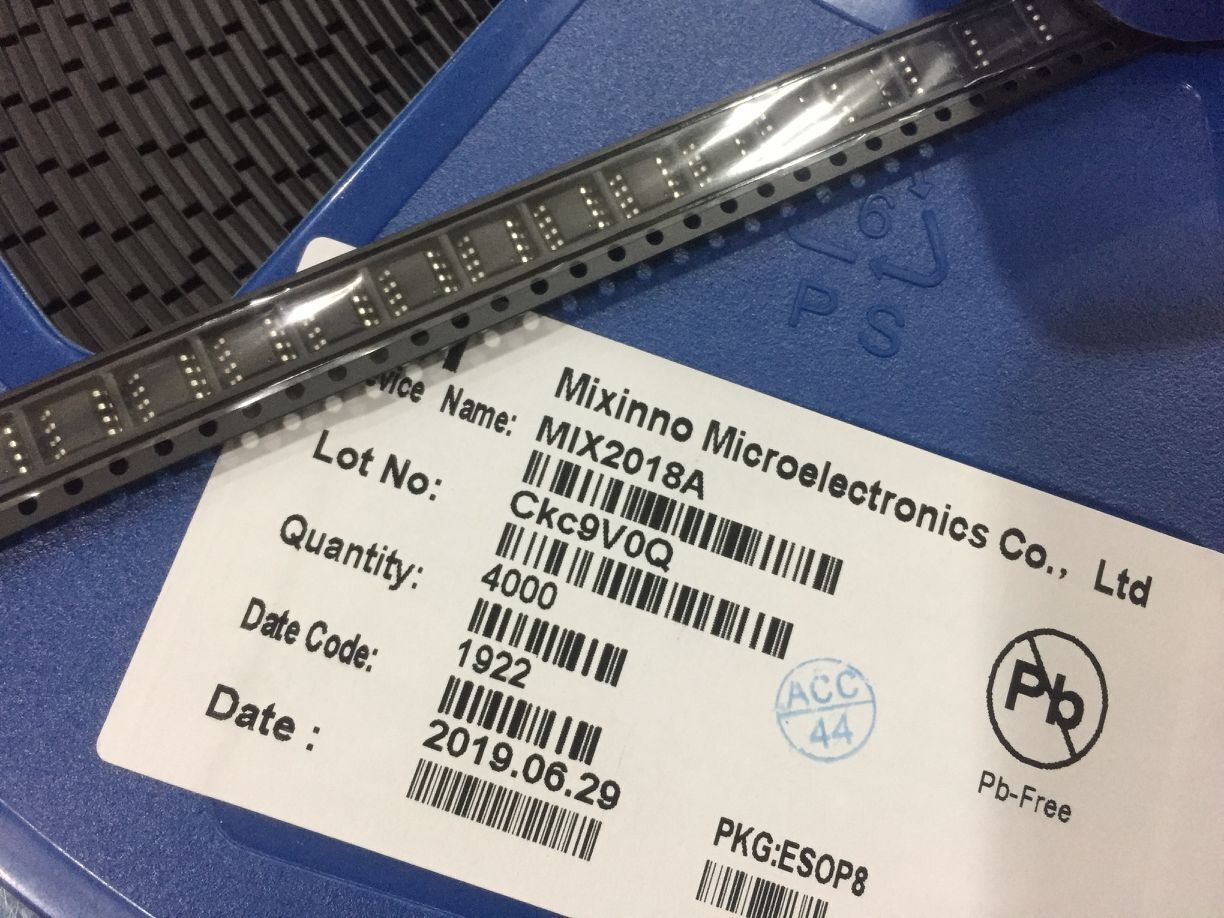 Mixinno Microelectronics Co.,  Ltd
Name: MIX2018A
Lot No: Ckc9V0Q
Quantity: 4000
Date Code: 1922
Date : 2019.06.29
ACC
44
Pb
Pb-Free
PKG:ESOP8
6
PS